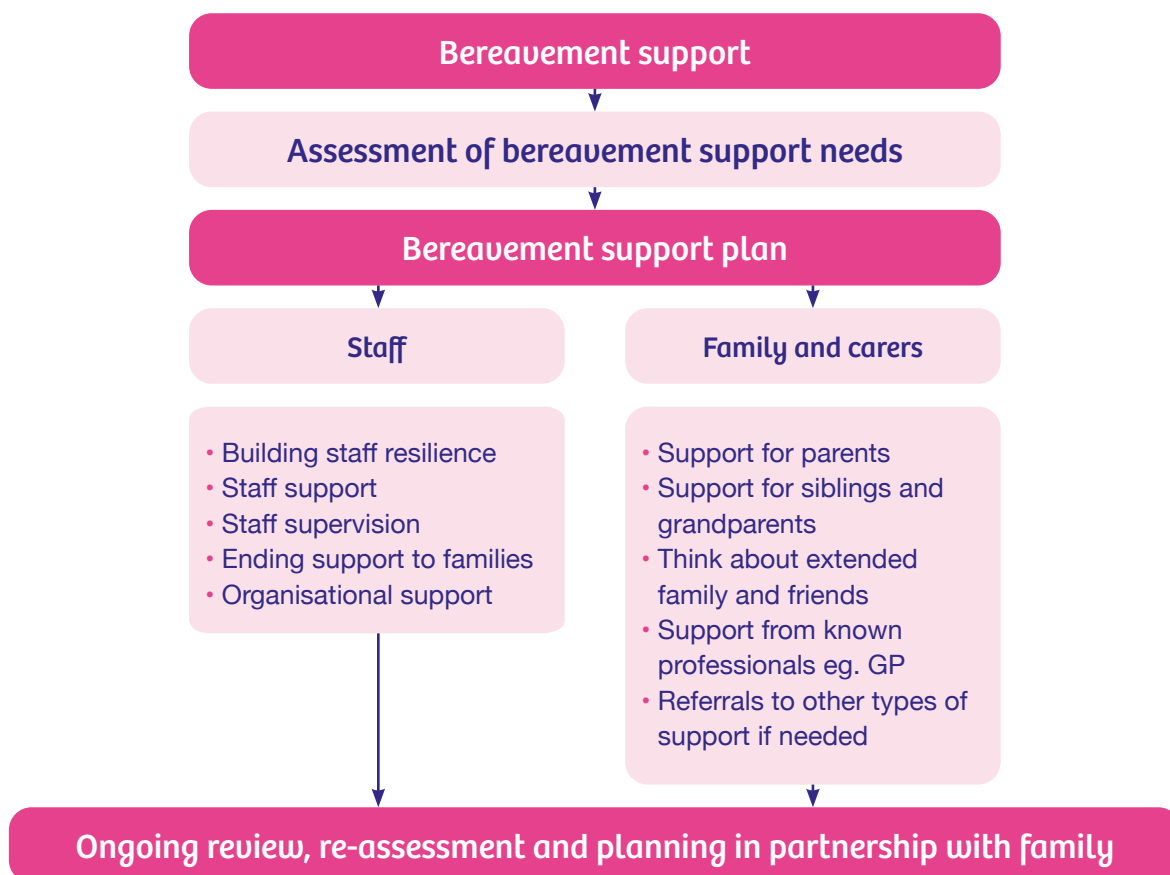 Bereavement support
Assessment of bereavement support needs
Bereavement support plan
Staff
• Building staff resilience
• Staff support
• Staff supervision
• Ending support to families
• Organisational support
Family and carers
• Support for parents
• Support for siblings and
grandparents
• Think about extended
family and friends
• Support from known
professionals eg. GP
• Referrals to other types of
support if needed
Ongoing review, re-assessment and planning in partnership with family